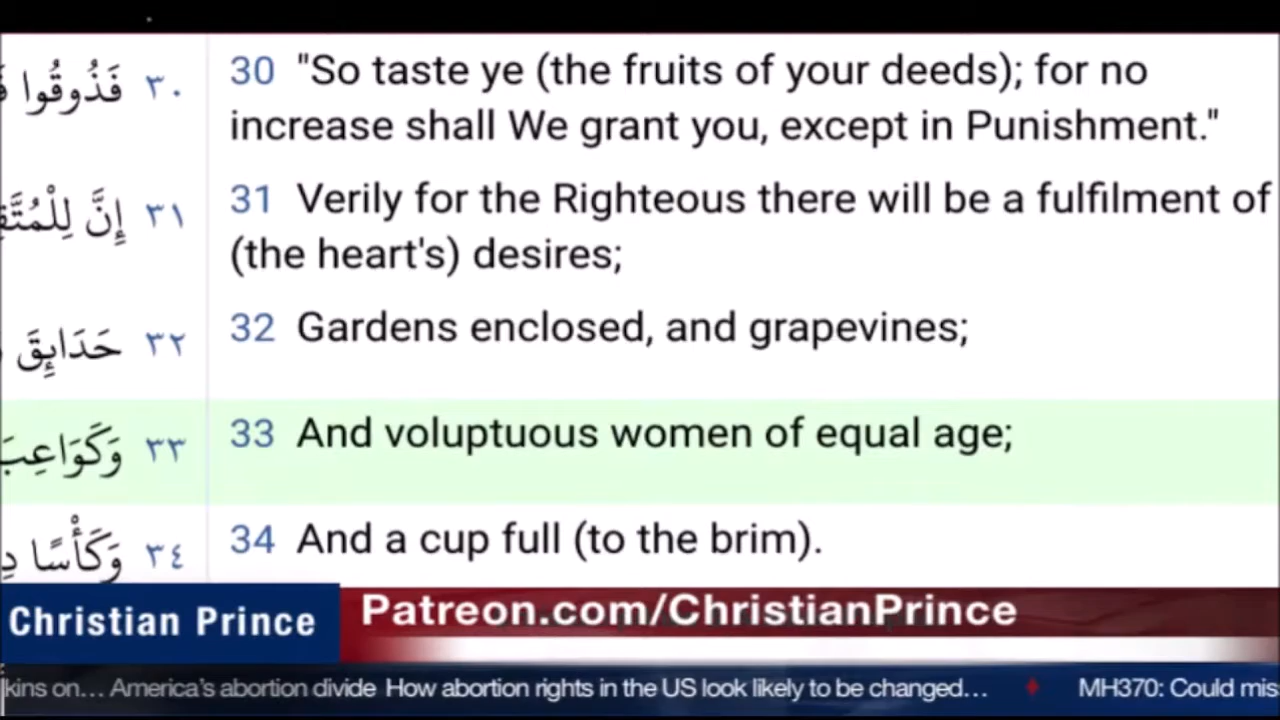 30 "So taste ye (the fruits of your deeds); for no
increase shall We grant you, except in Punishment."
٣٠ فَذُوقُوا
31 Verily for the Righteous there will be a fulfilment of
(the heart's) desires;
٣١ إِنَّ
32 Gardens enclosed, and grapevines;
٣٢ حَدَائِقَ
33 And voluptuous women of equal age;
٣٣ وَكَوَاعِبَ
34 And a cup full (to the brim).
٣٤ وَكَأْسًا
Christian Prince
Patreon.com/ChristianPrince
kins on... America's abortion divide How abortion rights in the US look likely to be changed... MH370: Could mis